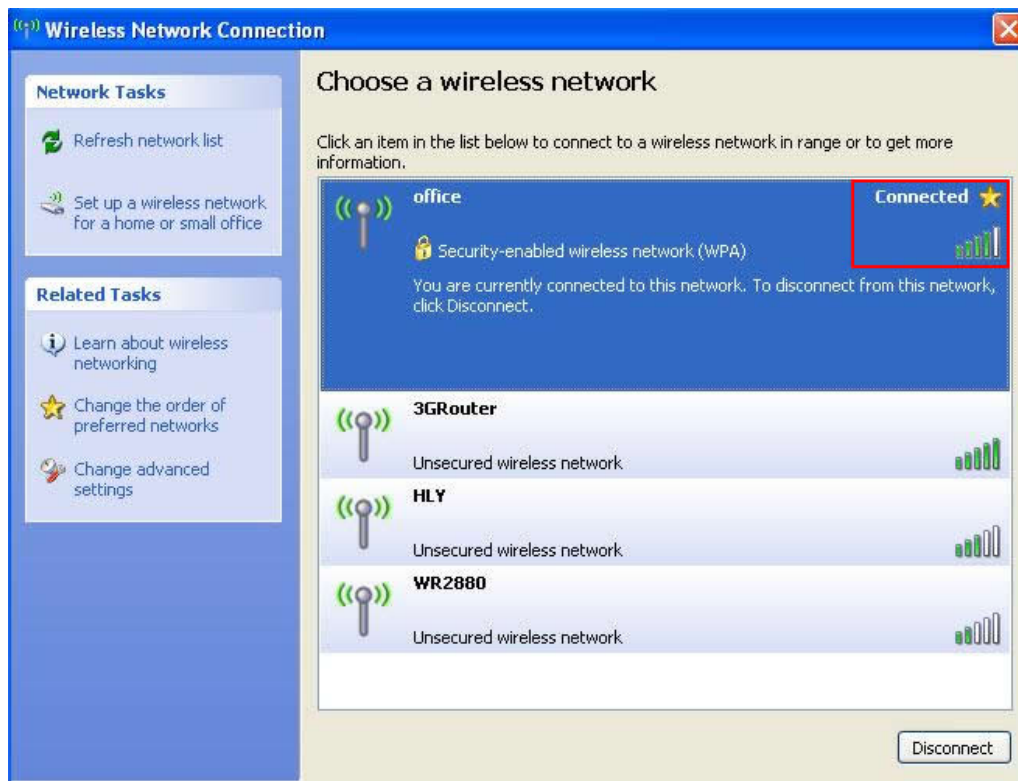 Wireless Network Connection
Network Tasks
Refresh network list
Set up a wireless network
for a home or small office
Related Tasks
Learn about wireless
networking
Change the order of
preferred networks
Change advanced
settings
Choose a wireless network
Click an item in the list below to connect to a wireless network in range or to get more
information.
office
Connected
Security-enabled wireless network (WPA)
You are currently connected to this network. To disconnect from this network,
click Disconnect.
3GRouter
Unsecured wireless network
HLY
Unsecured wireless network
WR2880
Unsecured wireless network
Disconnect